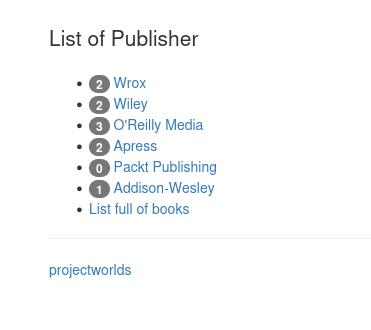 List of Publisher
2 Wrox
2 Wiley
3 O'Reilly Media
2 Apress
0 Packt Publishing
1 Addison-Wesley
List full of books
projectworlds